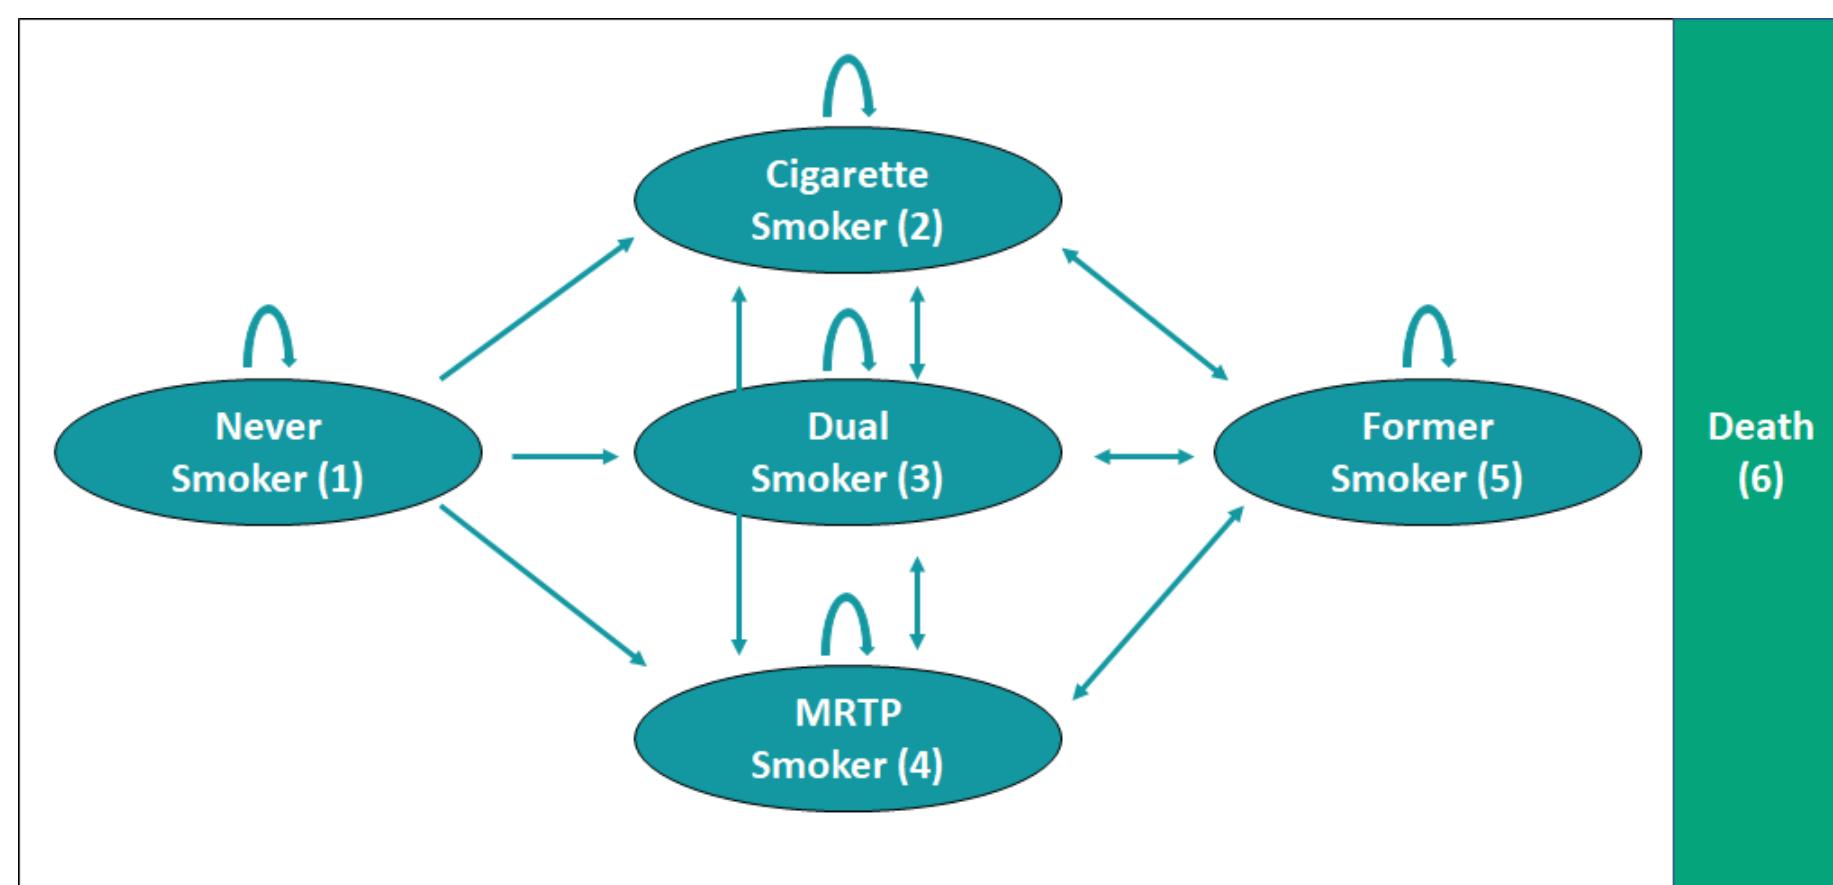 Cigarette
Smoker (2)
Never
Smoker (1)
Dual
Smoker (3)
Former
Smoker (5)
Death
(6)
MRTP
Smoker (4)